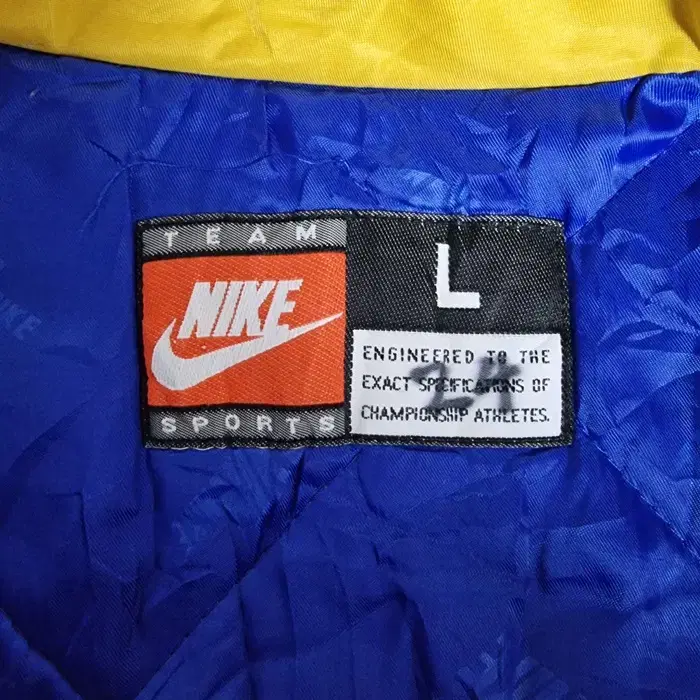 TEAM
NIKE
SPORTS
L
ENGINEERED TO THE
EXACT SPECIFICATIONS OF
CHAMPIONSHIP ATHLETES.